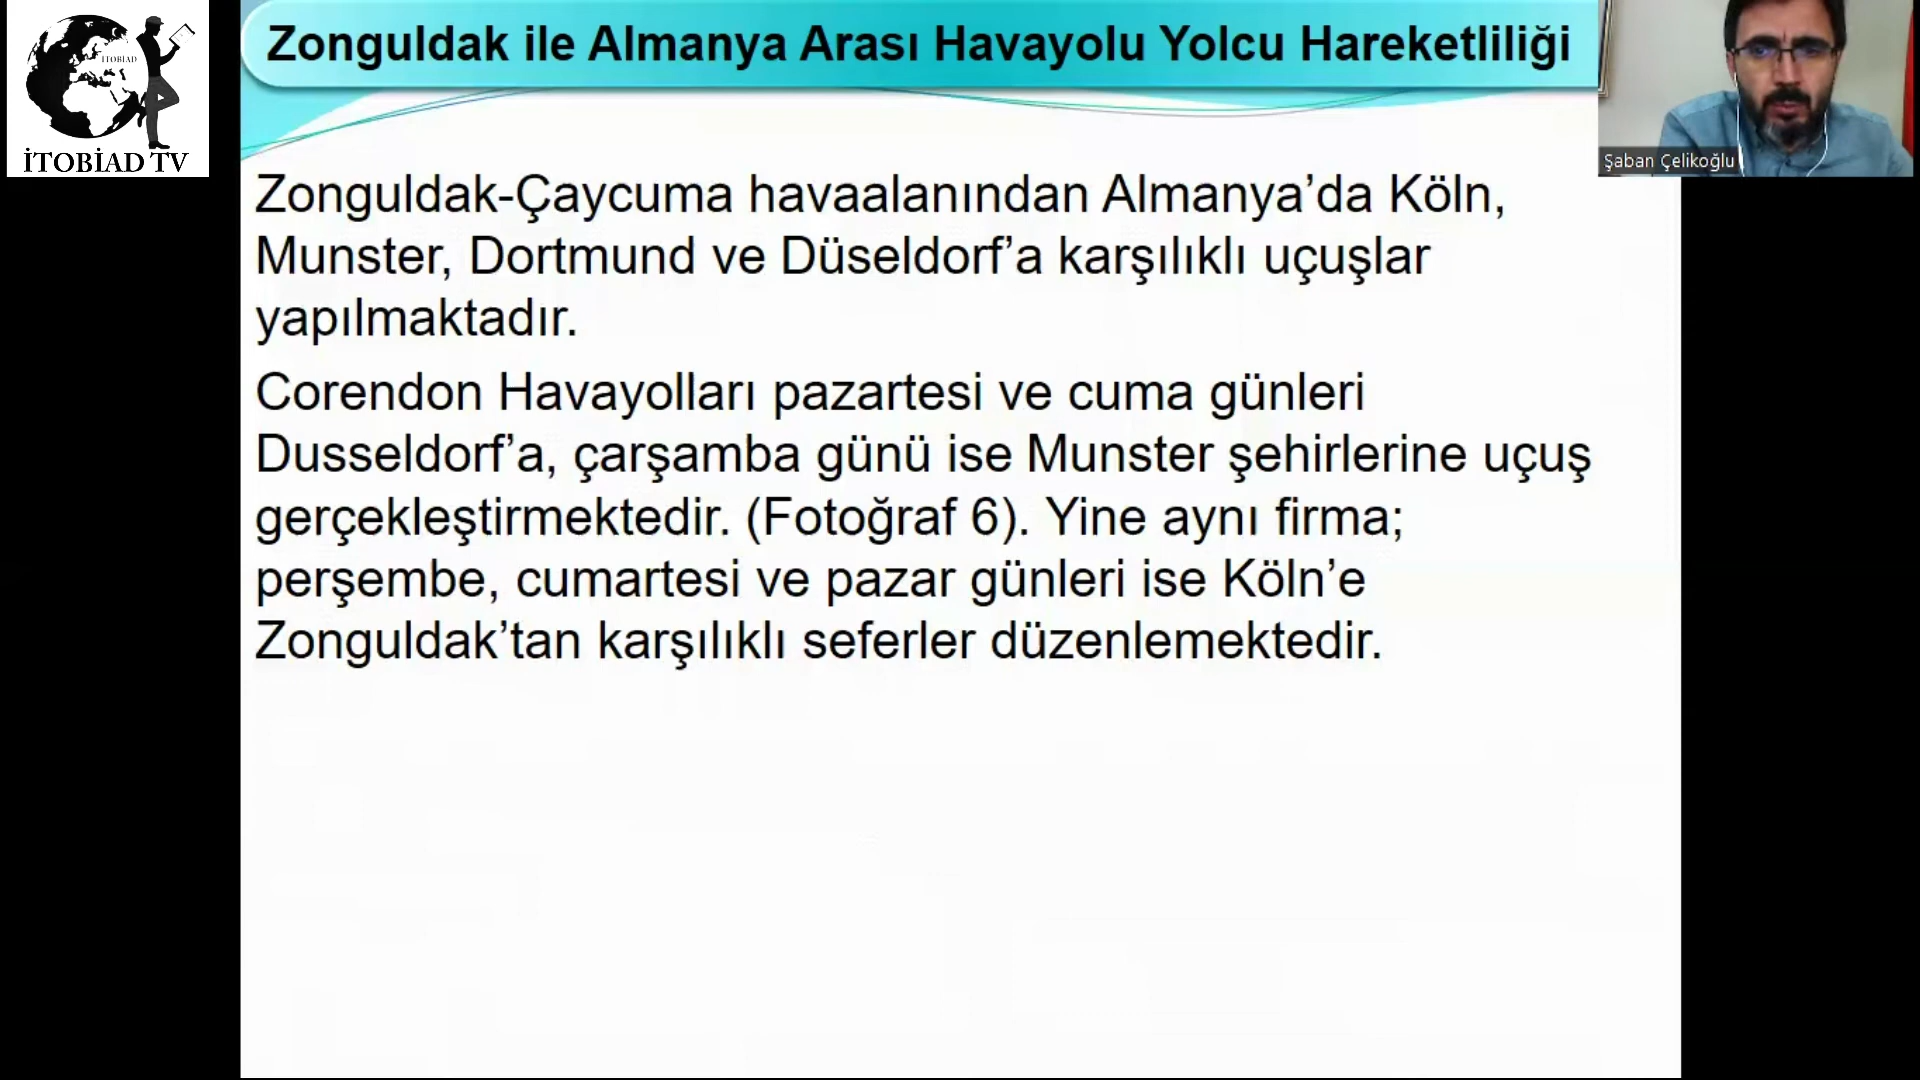 Zonguldak ile Almanya Arası Havayolu Yolcu Hareketliliği
İTOBİAD
İTOBİAD TV
Şaban Çelikoğlu
Zonguldak-Çaycuma havaalanından Almanya’da Köln,
Munster, Dortmund ve Düseldorf’a karşılıklı uçuşlar
yapılmaktadır.
Corendon Havayolları pazartesi ve cuma günleri
Dusseldorf’a, çarşamba günü ise Munster şehirlerine uçuş
gerçekleştirmektedir. (Fotoğraf 6). Yine aynı firma;
perşembe, cumartesi ve pazar günleri ise Köln’e
Zonguldak’tan karşılıklı seferler düzenlemektedir.